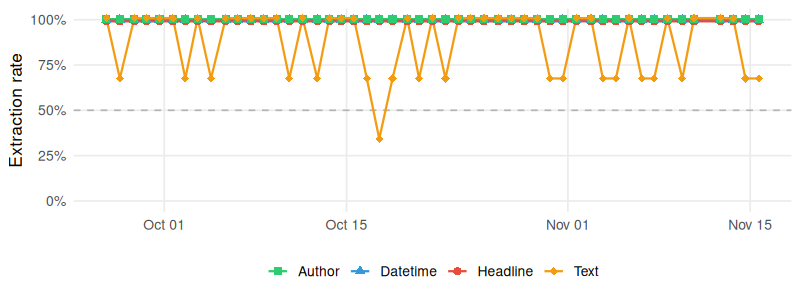 100%
75%
50%
25%
0%
Extraction rate
Oct 01 Oct 15 Nov 01 Nov 15
Author Datetime Headline Text